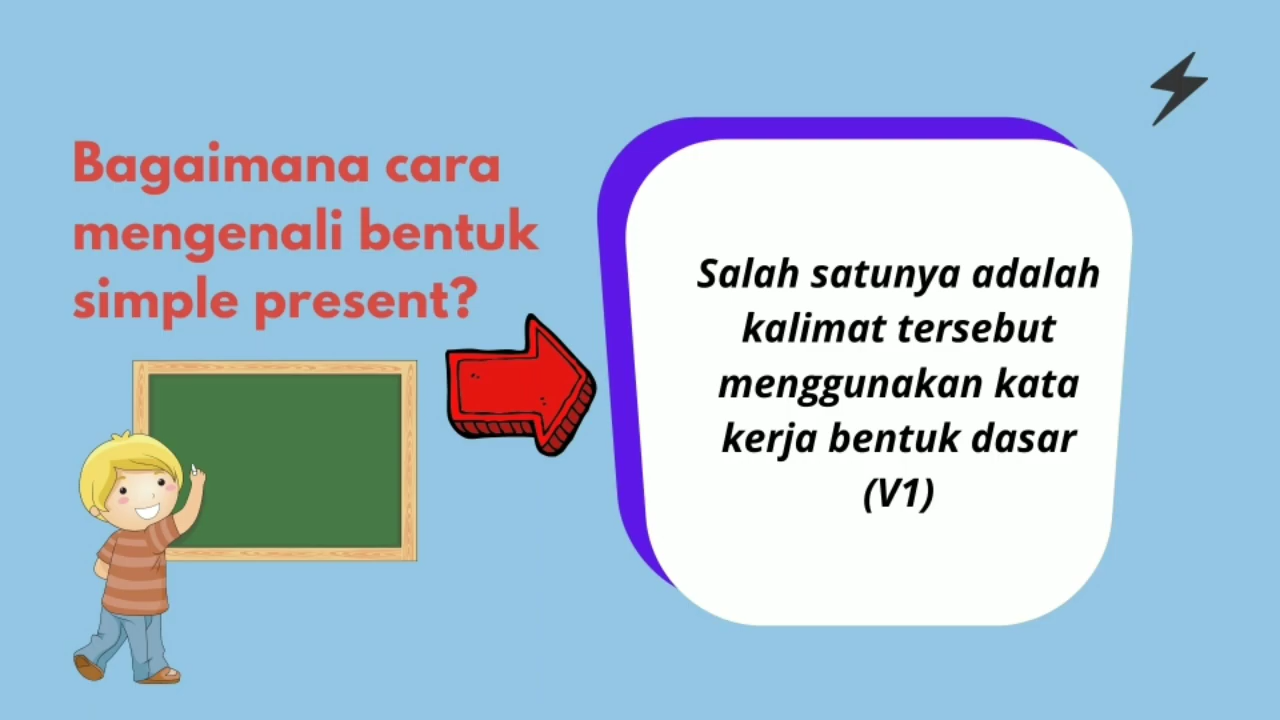 Bagaimana cara
mengenali bentuk
simple present?
Salah satunya adalah
kalimat tersebut
menggunakan kata
kerja bentuk dasar
(V1)